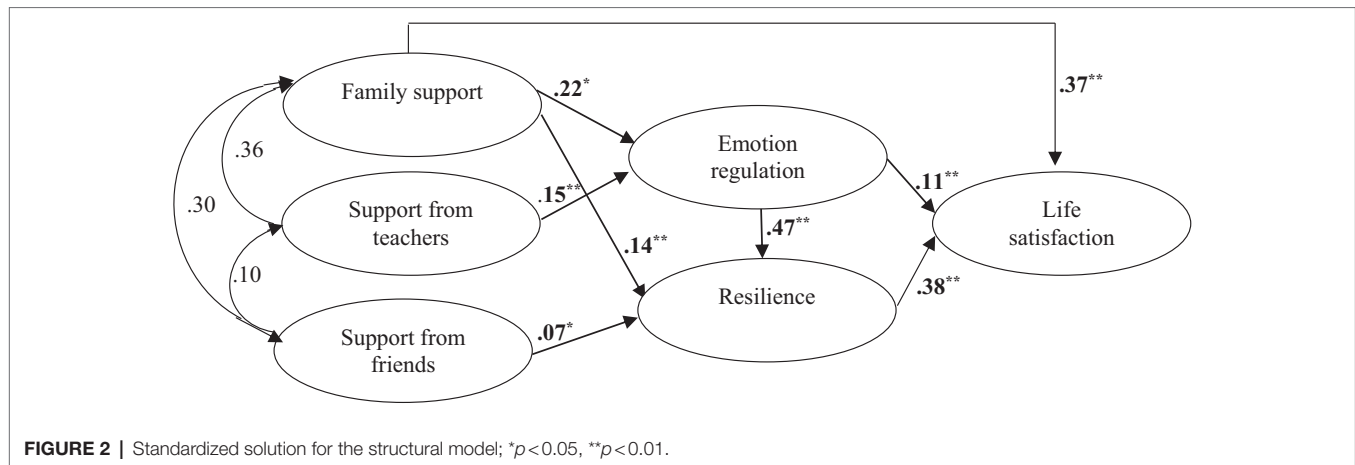 Family support
.22*
.37**
Emotion
regulation
.36
.30
.15**
.11**
Support from
teachers
Life
satisfaction
.47**
.14**
.10
Resilience
.38**
.07*
Support from
friends
FIGURE 2 | Standardized solution for the structural model; *p<0.05, **p<0.01.